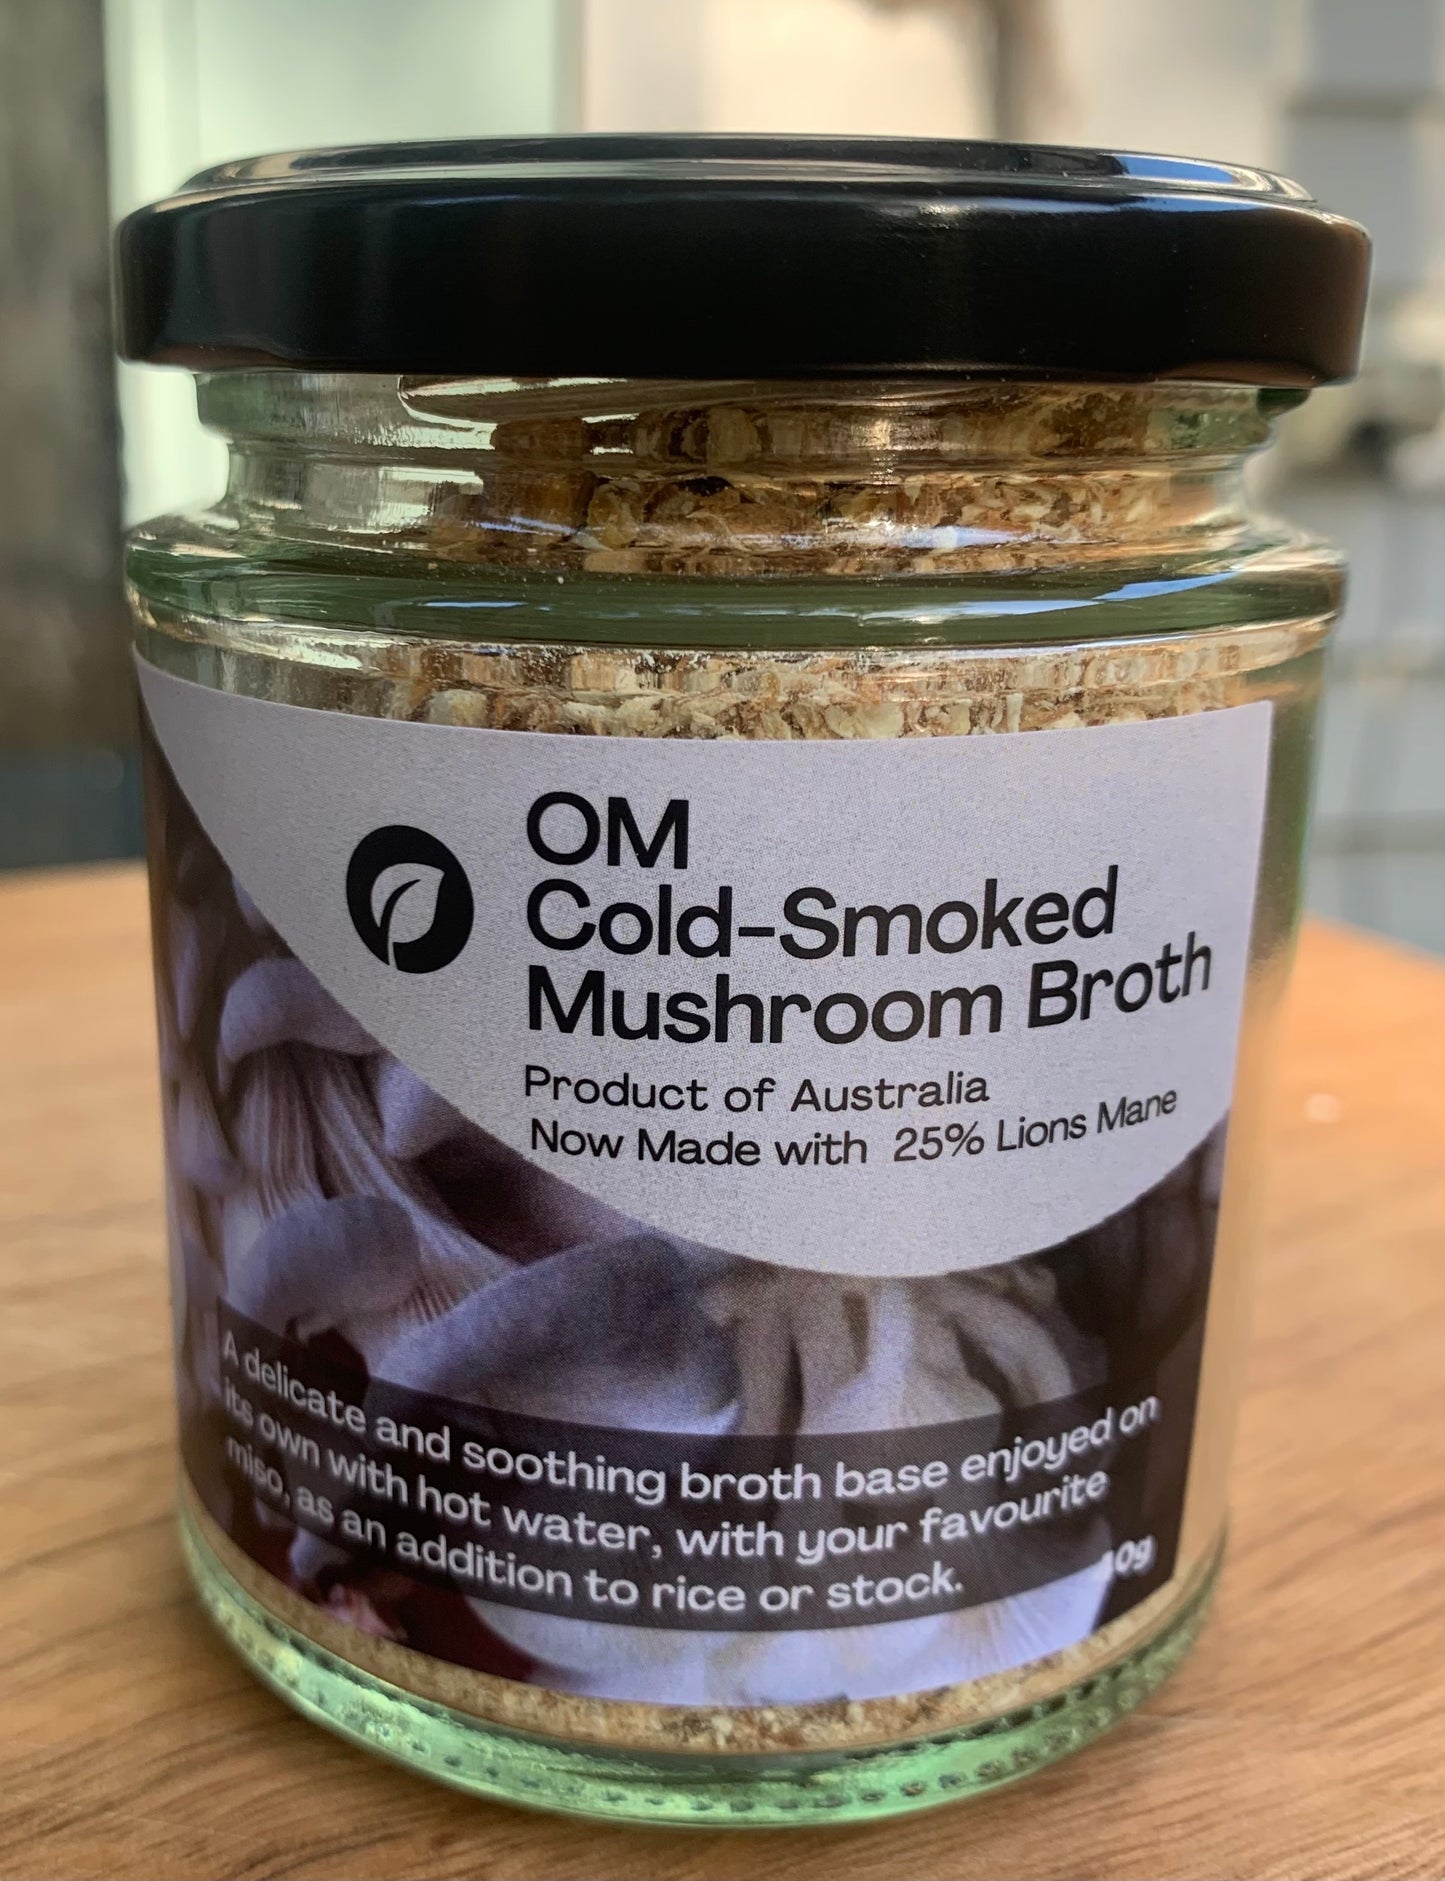 OM
Cold-Smoked
Mushroom Broth
Product of Australia
Now Made with 25% Lions Mane
A delicate and soothing broth base enjoyed on
its own with hot water, with your favourite
miso, as an addition to rice or stock.